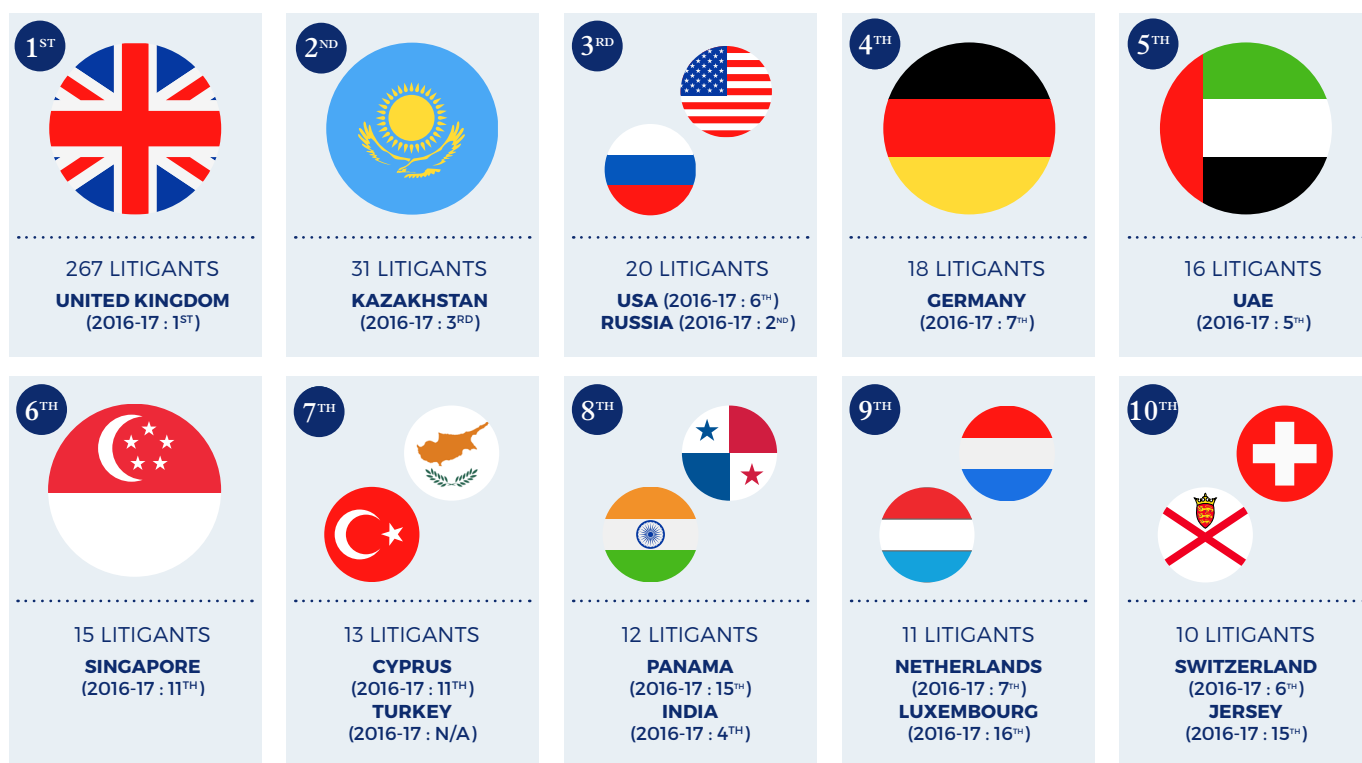 1ST
267 LITIGANTS
UNITED KINGDOM
(2016-17 : 1ST)
2ND
31 LITIGANTS
KAZAKHSTAN
(2016-17 : 3RD)
3RD
20 LITIGANTS
USA (2016-17 : 6TH)
RUSSIA (2016-17 : 2ND)
4TH
18 LITIGANTS
GERMANY
(2016-17 : 7TH)
5TH
16 LITIGANTS
UAE
(2016-17 : 5TH)
6TH
15 LITIGANTS
SINGAPORE
(2016-17 : 11TH)
7TH
13 LITIGANTS
CYPRUS
(2016-17 : 11TH)
TURKEY
(2016-17 : N/A)
8TH
12 LITIGANTS
PANAMA
(2016-17 : 15TH)
INDIA
(2016-17 : 4TH)
9TH
11 LITIGANTS
NETHERLANDS
(2016-17 : 7TH)
LUXEMBOURG
(2016-17 : 16TH)
10TH
10 LITIGANTS
SWITZERLAND
(2016-17 : 6TH)
JERSEY
(2016-17 : 15TH)